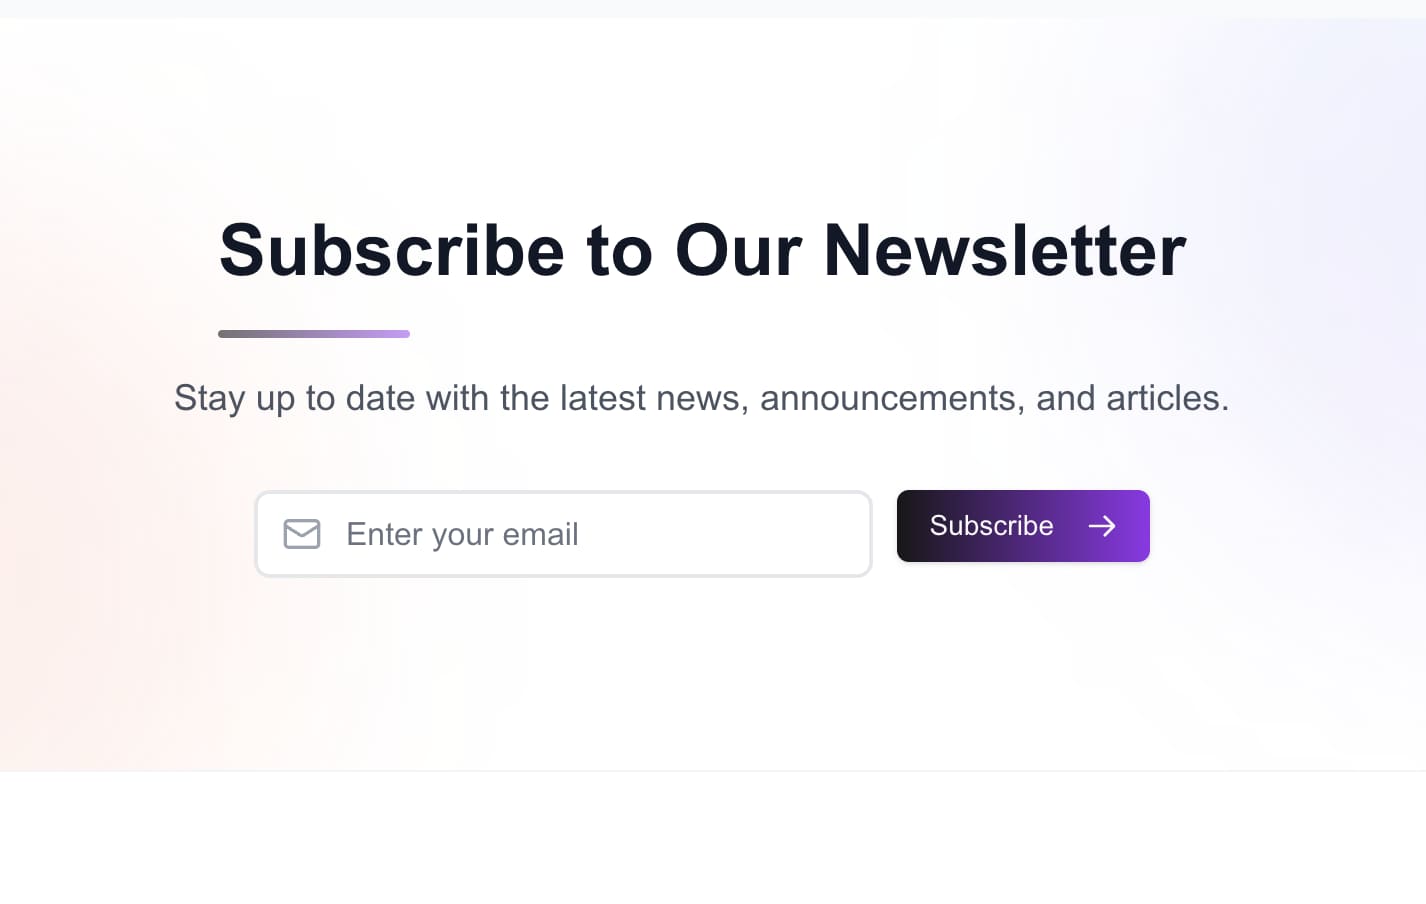 Subscribe to Our Newsletter
Stay up to date with the latest news, announcements, and articles.
Enter your email
Subscribe